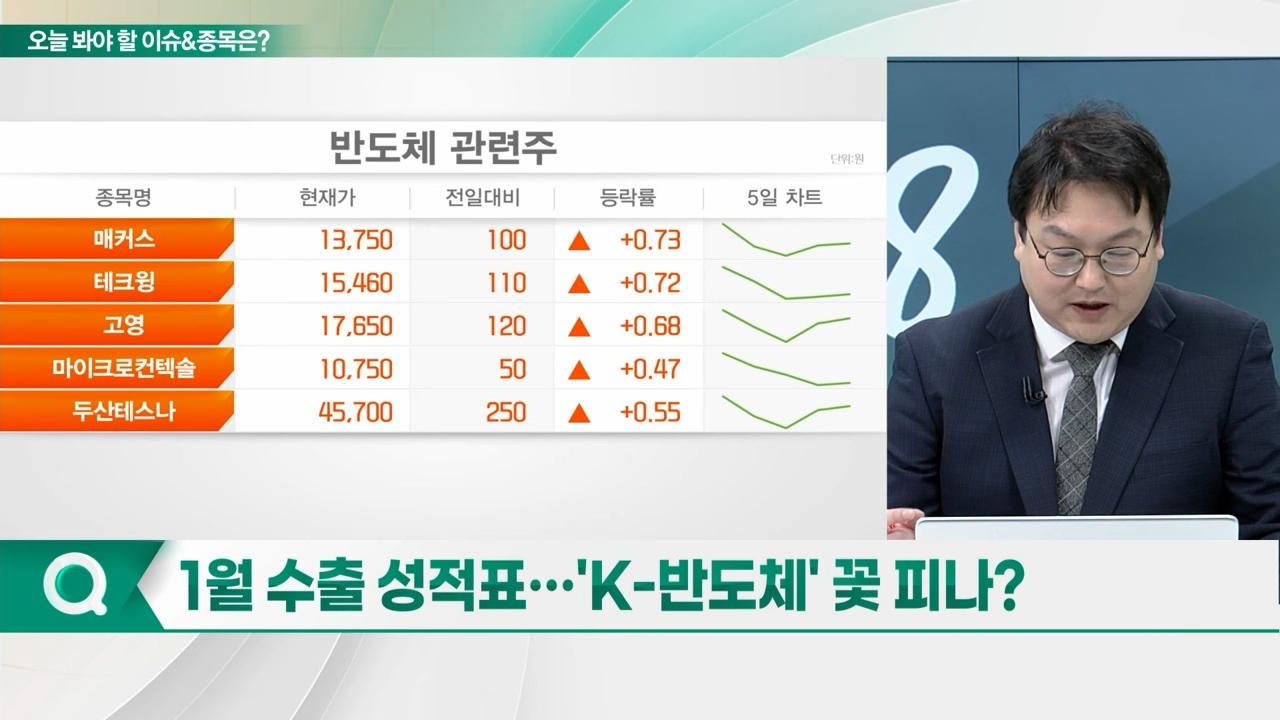 오늘 봐야 할 이슈&종목은?
반도체 관련주
단위:원
종목명 현재가 전일대비 등락률 5일 차트
매커스 13,750 100 ▲ +0.73
테크윙 15,460 110 ▲ +0.72
고영 17,650 120 ▲ +0.68
마이크로컨텍솔 10,750 50 ▲ +0.47
두산테스나 45,700 250 ▲ +0.55
8
1월 수출 성적표…'K-반도체' 꽃 피나?